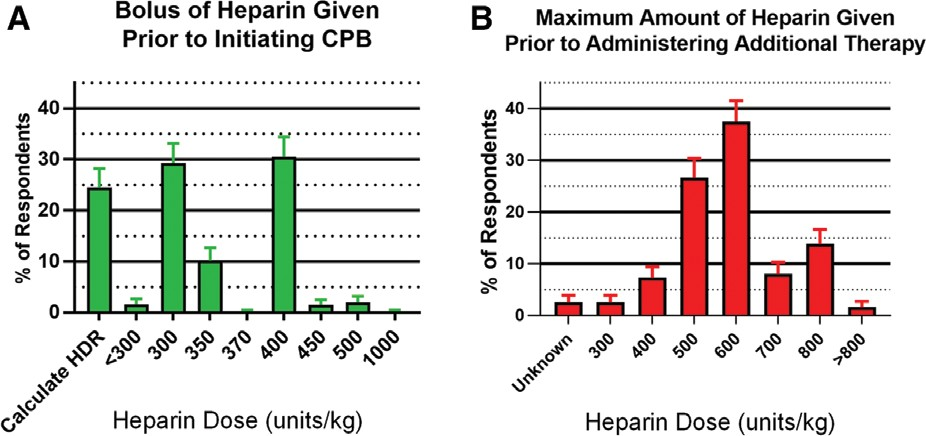 A
Bolus of Heparin Given
Prior to Initiating CPB
% of Respondents
40
30
20
10
0
Calculate HDR
<300
300
350
370
400
450
500
1000
Heparin Dose (units/kg)
B
Maximum Amount of Heparin Given
Prior to Administering Additional Therapy
% of Respondents
40
30
20
10
0
Unknown
300
400
500
600
700
800
>800
Heparin Dose (units/kg)